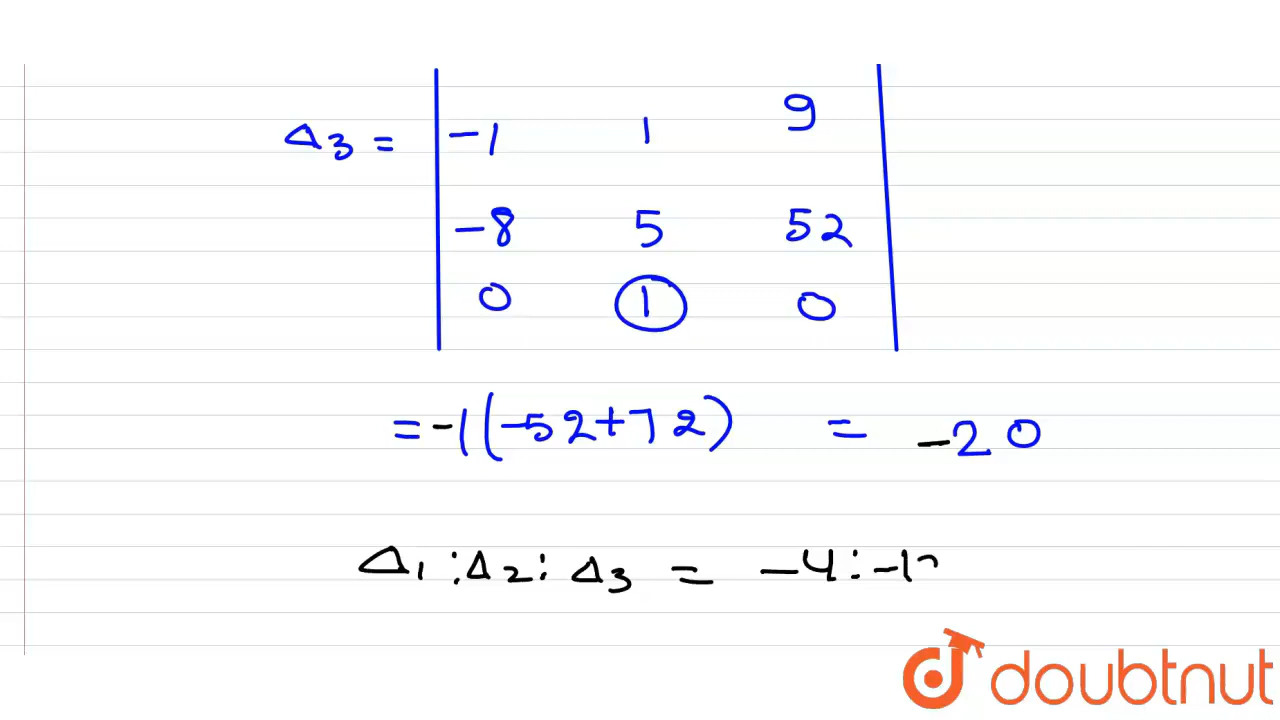 Δ3 = | -1 1 9 |
| -8 5 52 |
| 0 1 0 |
= -1(-52+72) = -20
Δ1 : Δ2 : Δ3 = -4 : -1
doubtnut